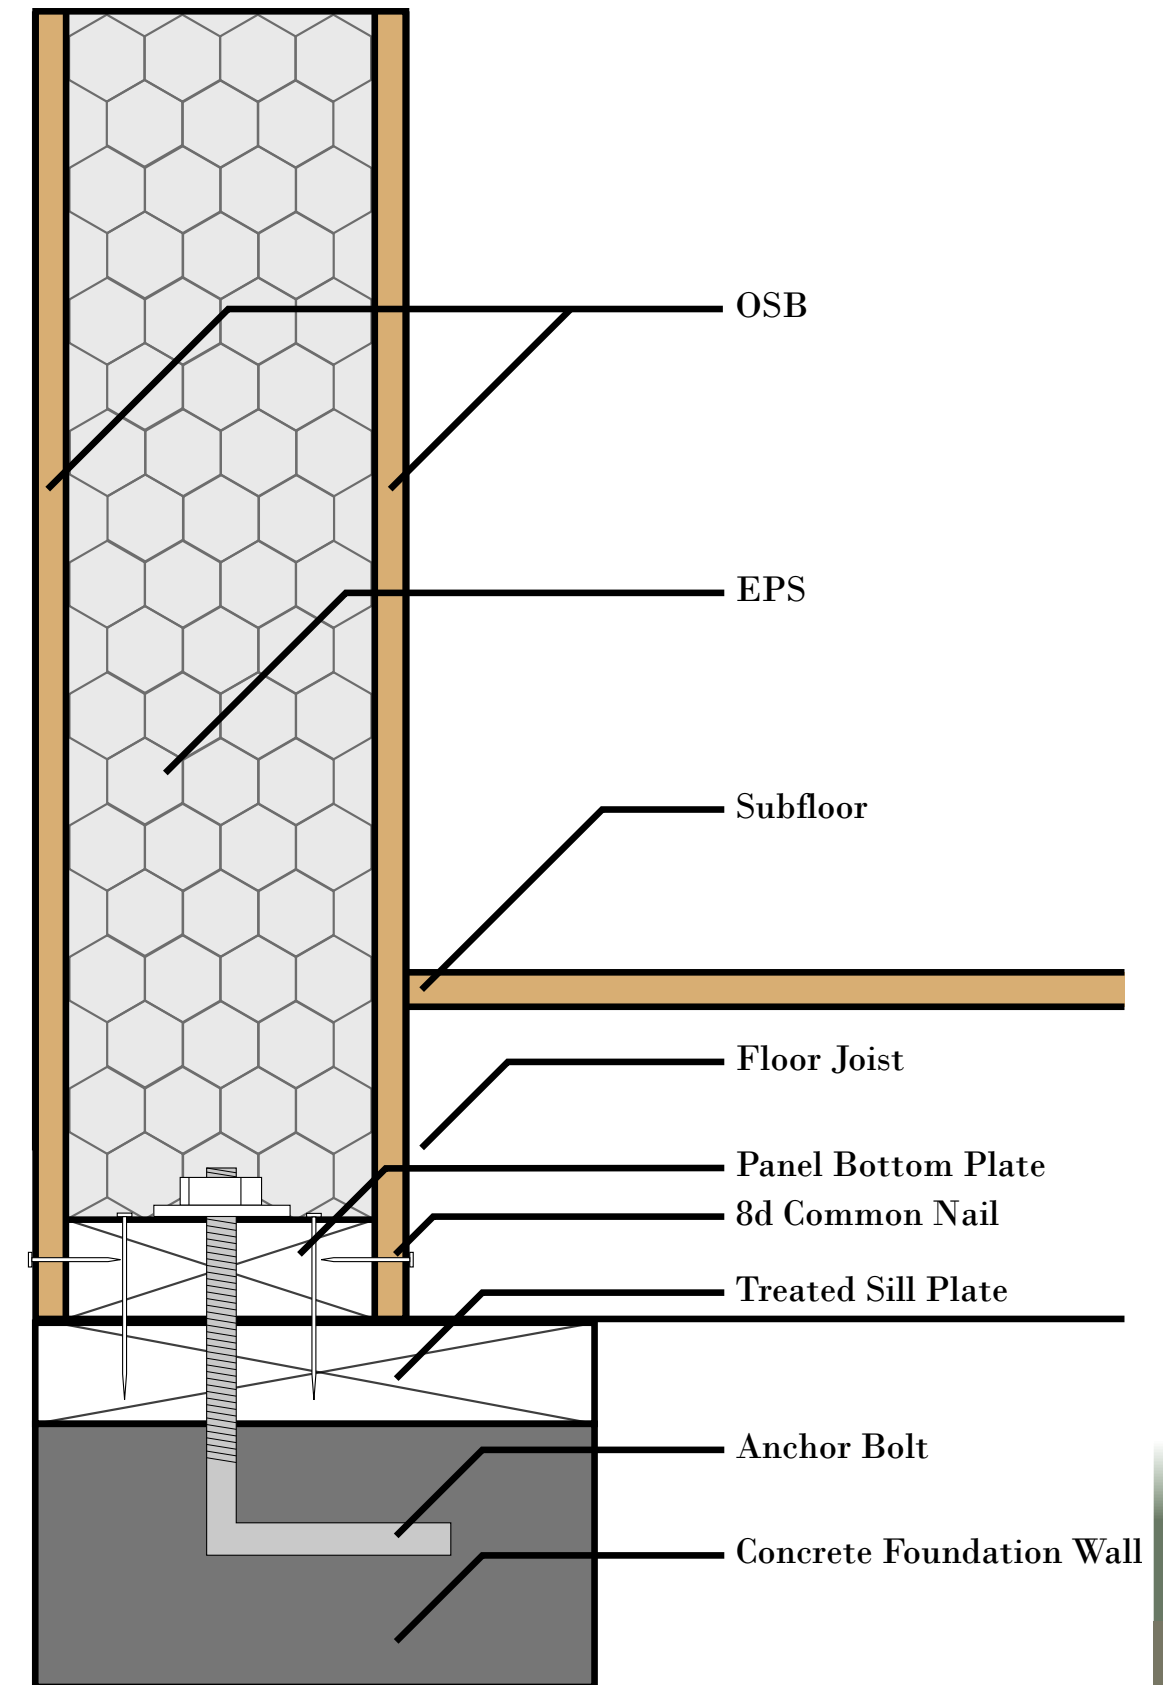 OSB
EPS
Subfloor
Floor Joist
Panel Bottom Plate
8d Common Nail
Treated Sill Plate
Anchor Bolt
Concrete Foundation Wall